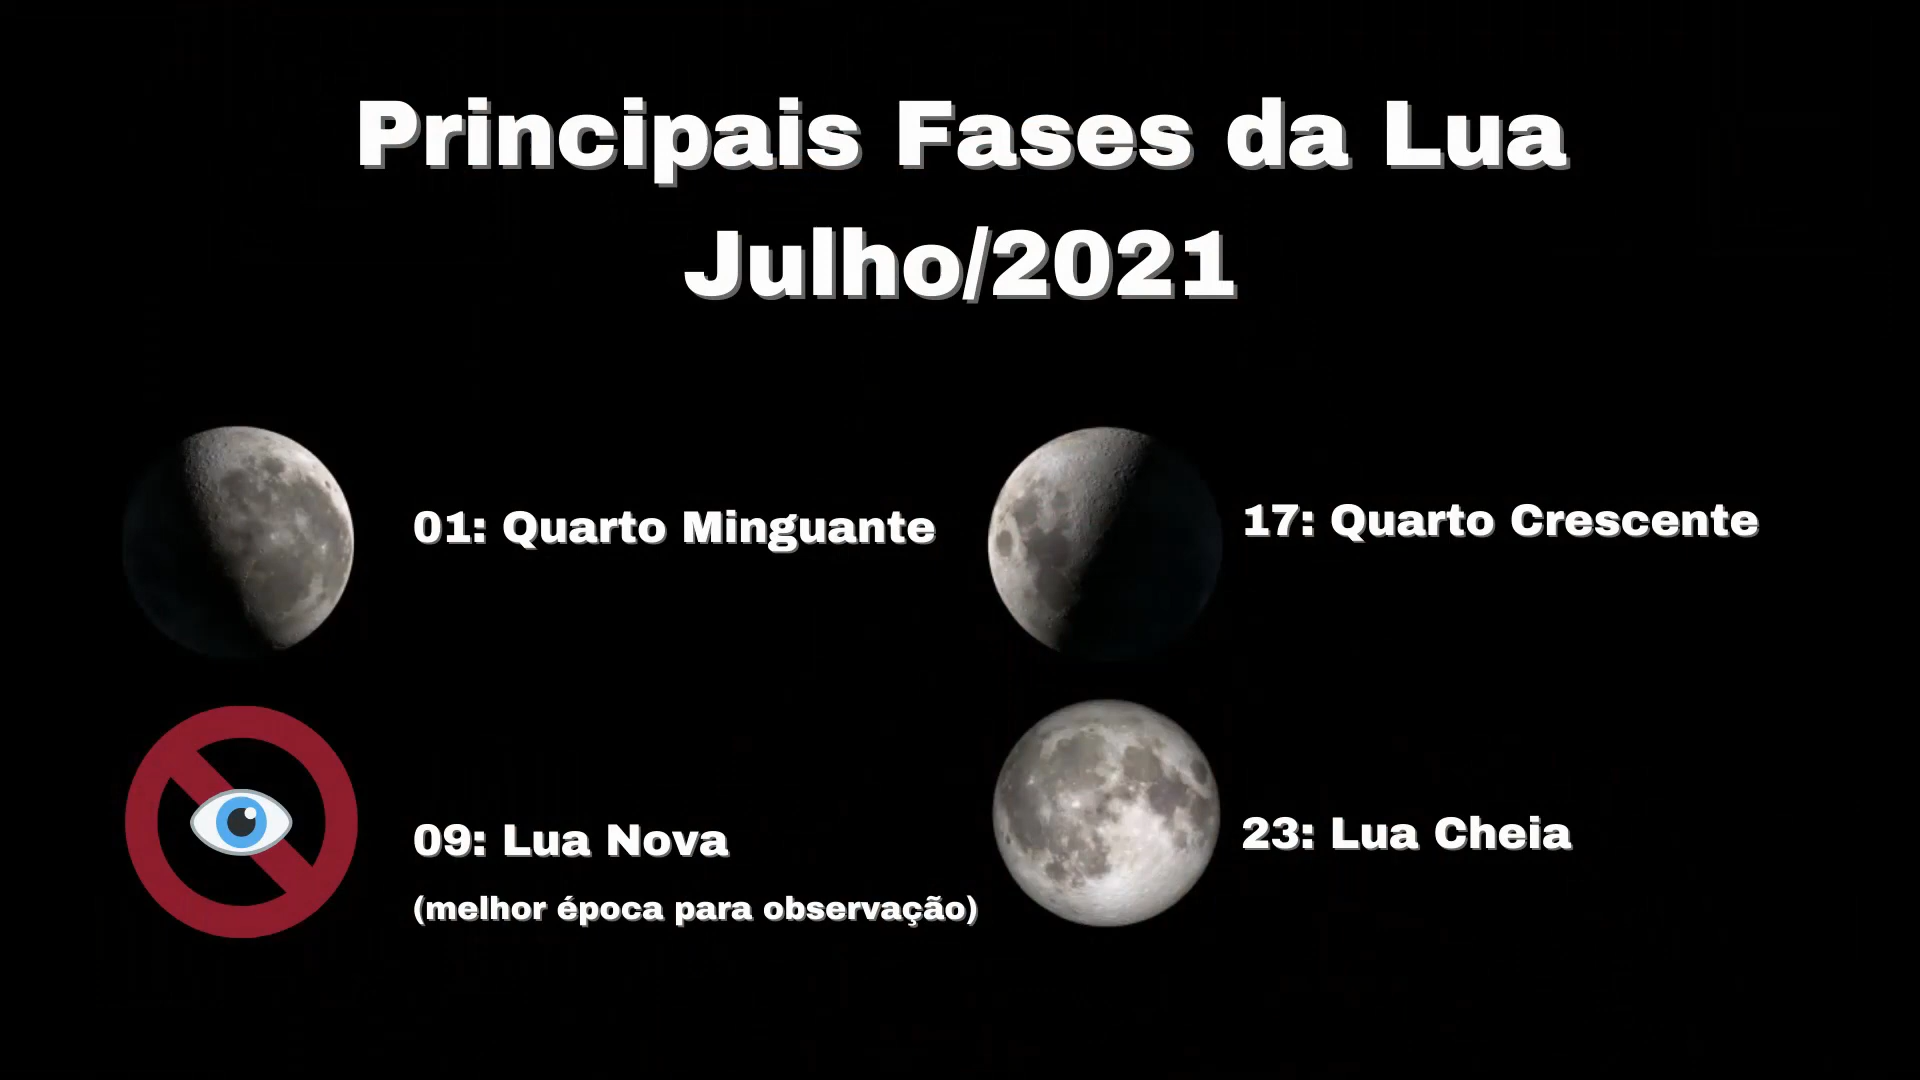 Principais Fases da Lua
Julho/2021
01: Quarto Minguante
17: Quarto Crescente
09: Lua Nova
(melhor época para observação)
23: Lua Cheia